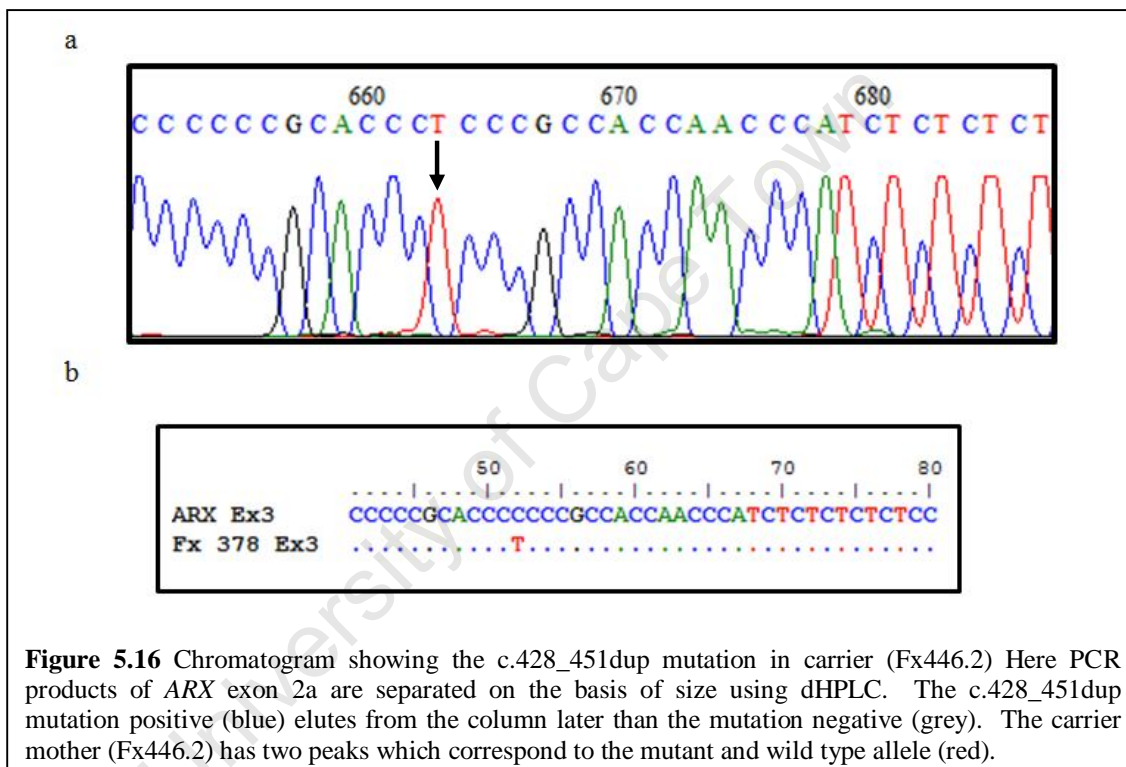 a
660 670 680
C C C C C C G C A C C C T C C C G C C A C C A A C C C A T C T C T C T C T
b
50 60 70 80
....|....|....|....|....|....|....|....|
ARX Ex3 CCCCCGCACCCCCCCGCCACCAACCCATCTCTCTCTCTCC
Fx 378 Ex3 ...........T............................
Figure 5.16 Chromatogram showing the c.428_451dup mutation in carrier (Fx446.2) Here PCR
products of ARX exon 2a are separated on the basis of size using dHPLC. The c.428_451dup
mutation positive (blue) elutes from the column later than the mutation negative (grey). The carrier
mother (Fx446.2) has two peaks which correspond to the mutant and wild type allele (red).
University of Cape Town